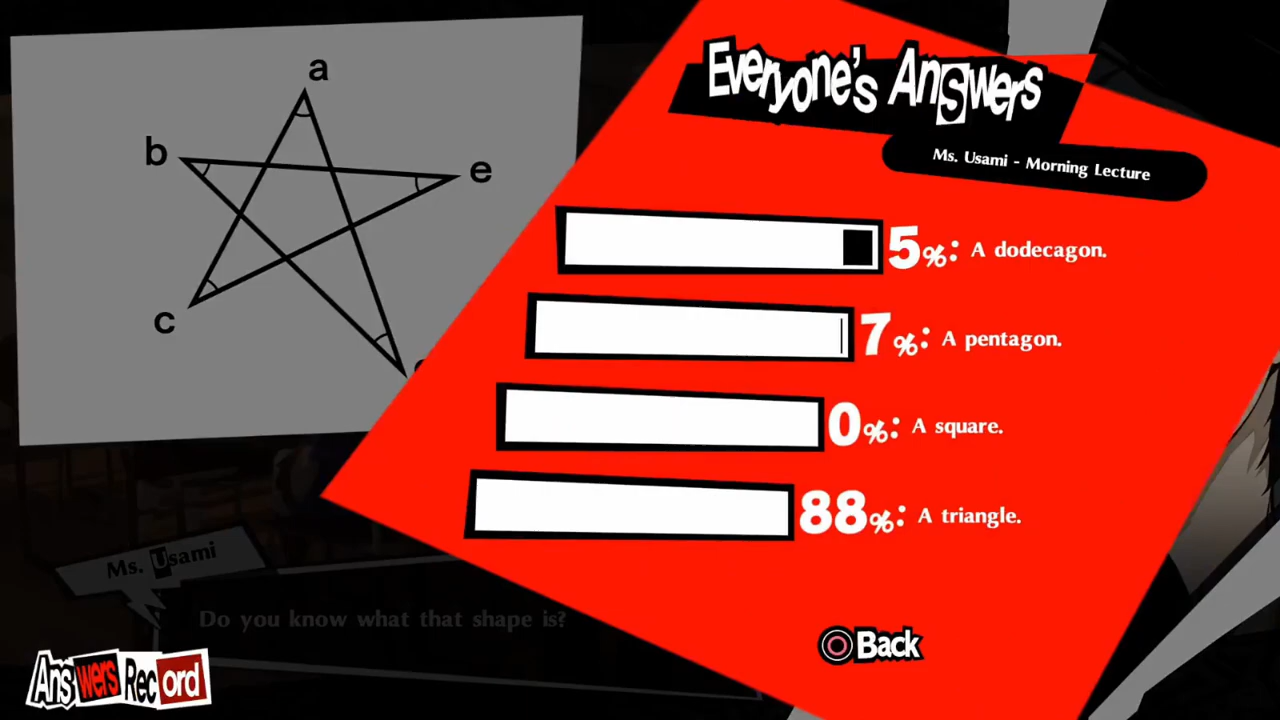 a
b
e
c
Everyone's Answers
Ms. Usami - Morning Lecture
5%: A dodecagon.
7%: A pentagon.
0%: A square.
88%: A triangle.
Ms. Usami
Do you know what that shape is?
Back
Answers Record